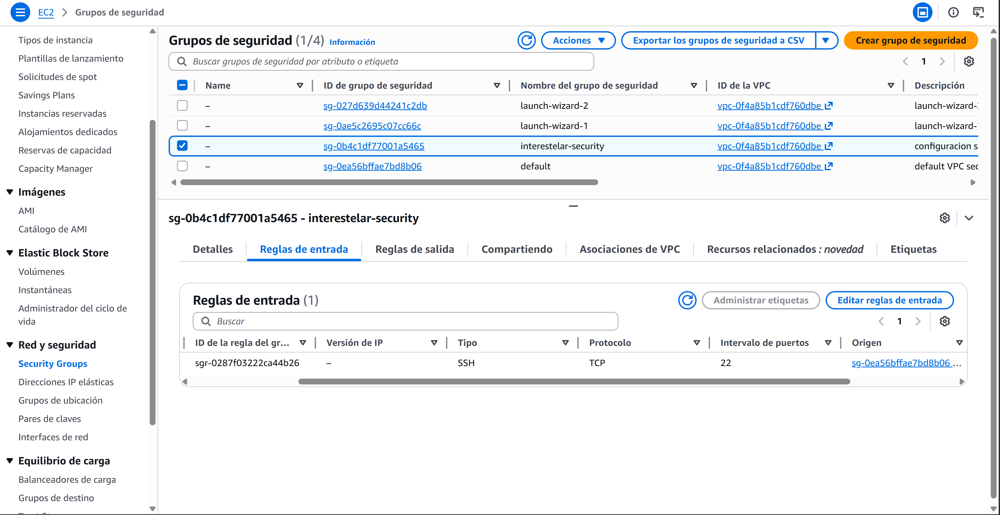 EC2 > Grupos de seguridad
Tipos de instancia
Plantillas de lanzamiento
Solicitudes de spot
Savings Plans
Instancias reservadas
Alojamientos dedicados
Reservas de capacidad
Capacity Manager
Imágenes
AMI
Catálogo de AMI
Elastic Block Store
Volúmenes
Instantáneas
Administrador del ciclo de
vida
Red y seguridad
Security Groups
Direcciones IP elásticas
Grupos de ubicación
Pares de claves
Interfaces de red
Equilibrio de carga
Balanceadores de carga
Grupos de destino
Grupos de seguridad (1/4) Información
Acciones
Exportar los grupos de seguridad a CSV
Crear grupo de seguridad
Buscar grupos de seguridad por atributo o etiqueta
1
Name ID de grupo de seguridad Nombre del grupo de seguridad ID de la VPC Descripción
– sg-027d639d44241c2db launch-wizard-2 vpc-0f4a85b1cdf760dbe launch-wizard-
– sg-0ae5c2695c07cc66c launch-wizard-1 vpc-0f4a85b1cdf760dbe launch-wizard-
– sg-0b4c1df77001a5465 interestelar-security vpc-0f4a85b1cdf760dbe configuracion s
– sg-0ea56bffae7bd8b06 default vpc-0f4a85b1cdf760dbe default VPC sec
sg-0b4c1df77001a5465 - interestelar-security
Detalles Reglas de entrada Reglas de salida Compartiendo Asociaciones de VPC Recursos relacionados : novedad Etiquetas
Reglas de entrada (1)
Administrar etiquetas
Editar reglas de entrada
Buscar
1
ID de la regla del gr... Versión de IP Tipo Protocolo Intervalo de puertos Origen
sgr-0287f03222ca44b26 – SSH TCP 22 sg-0ea56bffae7bd8b06 ...